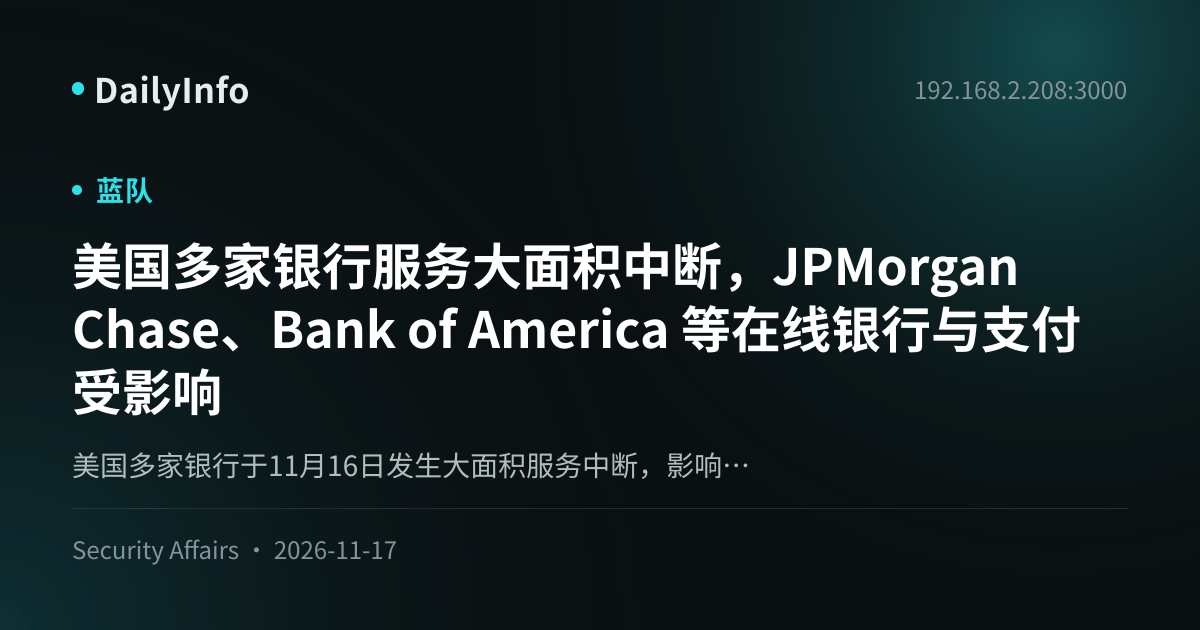 DailyInfo
192.168.2.208:3000
蓝队
美国多家银行服务大面积中断，JPMorgan
Chase、Bank of America 等在线银行与支付
受影响
美国多家银行于11月16日发生大面积服务中断，影响…
Security Affairs · 2026-11-17